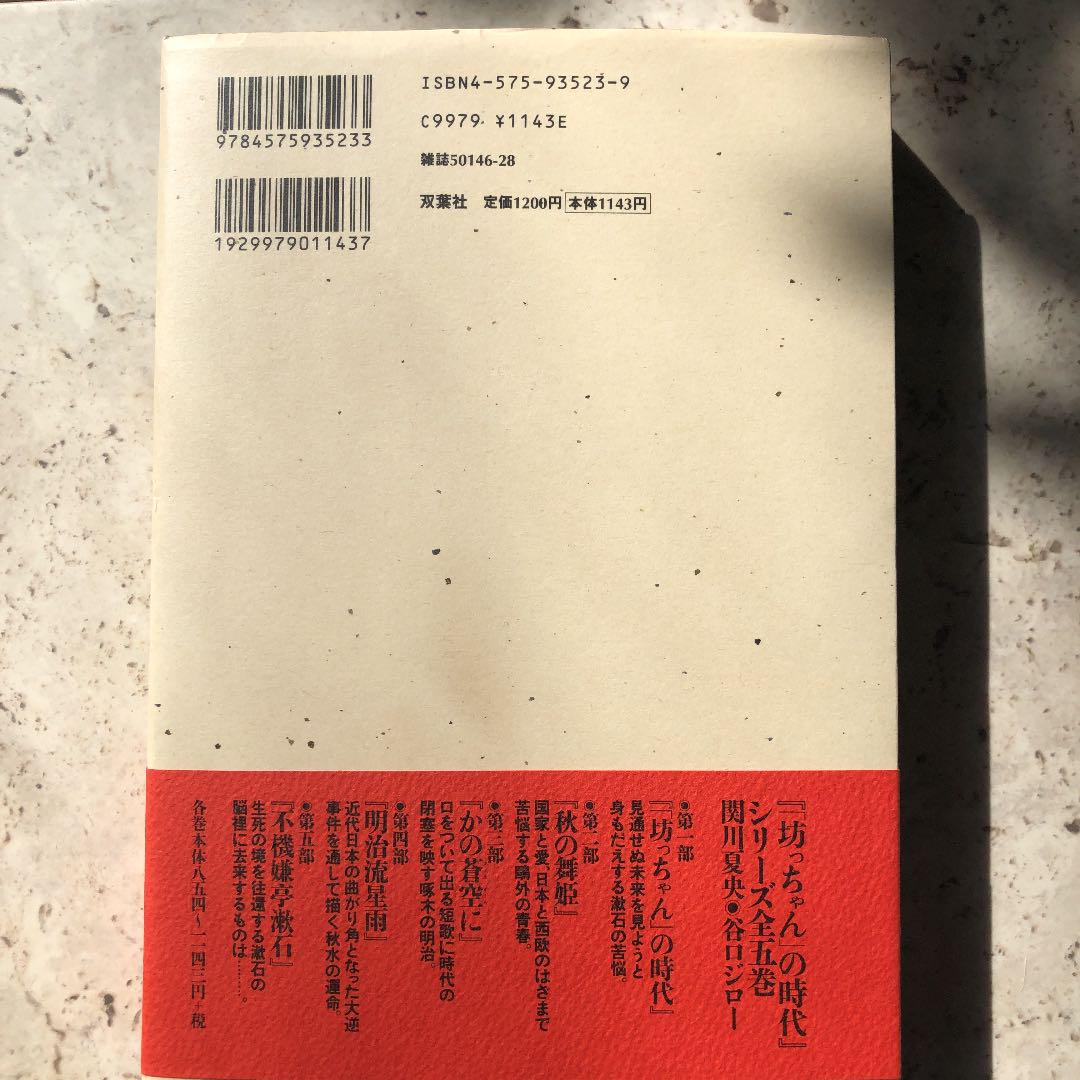 9784575935233
1929979011437
ISBN4-575-93523-9
C9979 ¥1143E
雑誌50146-28
双葉社 定価1200円 本体1143円
『「坊っちゃん」の時代』
シリーズ全五巻
関川夏央●谷口ジロー
●第一部
『「坊っちゃん」の時代』
見通せぬ未来を見ようと
身もだえする漱石の苦悩。
●第二部
『秋の舞姫』
国家と愛、日本と西欧のはざまで
苦悩する鷗外の青春。
●第三部
『かの蒼空に』
口をついて出る短歌に時代の
閉塞を映す啄木の明治。
●第四部
『明治流星雨』
近代日本の曲がり角となった大逆
事件を通して描く秋水の運命。
●第五部
『不機嫌亭漱石』
生死の境を往還する漱石の
脳裡に去来するものは………。
各巻本体八五四〜一一四三円+税